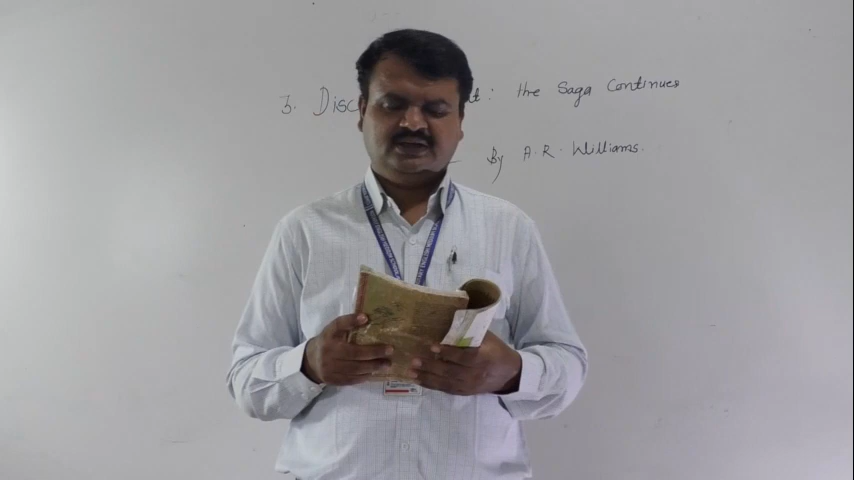 3. Disc t: the Saga Continues
By A. R. Williams.